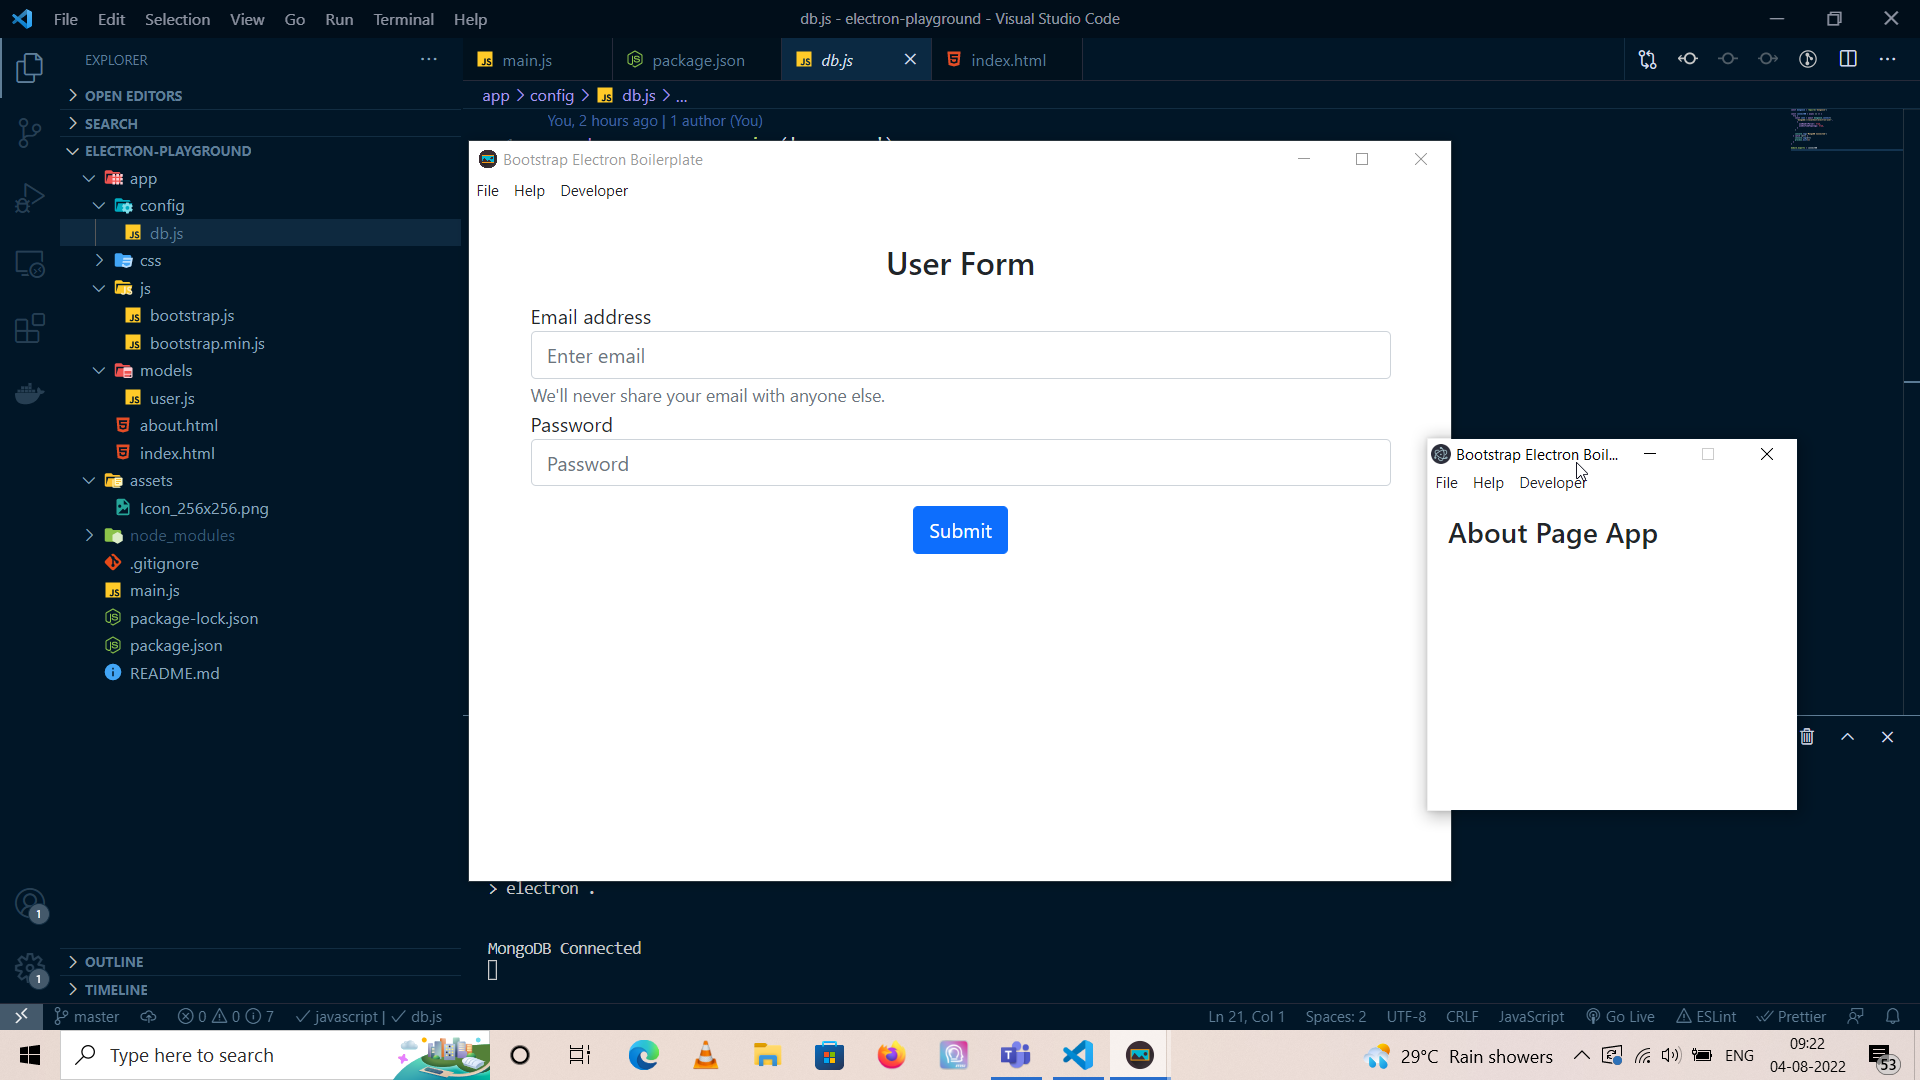 File Edit Selection View Go Run Terminal Help
db.js - electron-playground - Visual Studio Code
EXPLORER
OPEN EDITORS
SEARCH
ELECTRON-PLAYGROUND
app
config
db.js
css
js
bootstrap.js
bootstrap.min.js
models
user.js
about.html
index.html
assets
Icon_256x256.png
node_modules
.gitignore
main.js
package-lock.json
package.json
README.md
OUTLINE
TIMELINE
1
1
main.js package.json db.js index.html
app > config > db.js > ...
You, 2 hours ago | 1 author (You)
Bootstrap Electron Boilerplate
File Help Developer
User Form
Email address
Enter email
We'll never share your email with anyone else.
Password
Password
Submit
Bootstrap Electron Boil...
File Help Developer
About Page App
> electron .
MongoDB Connected
master 0 0 7 javascript | db.js
Ln 21, Col 1 Spaces: 2 UTF-8 CRLF JavaScript Go Live ESLint Prettier
Type here to search
29°C Rain showers
ENG
09:22
04-08-2022
53